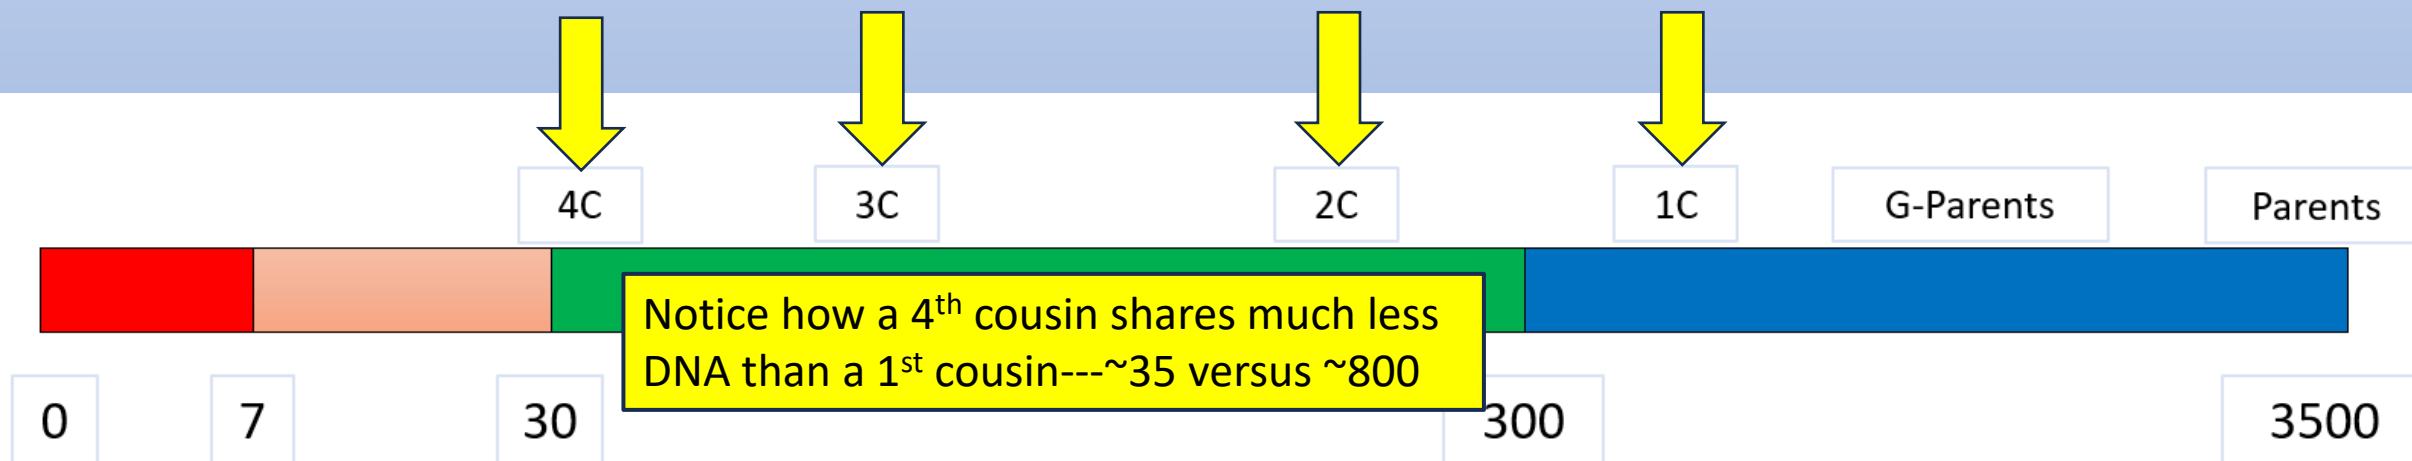 4C 3C 2C 1C G-Parents Parents
Notice how a 4th cousin shares much less
DNA than a 1st cousin---~35 versus ~800
0 7 30 300 3500